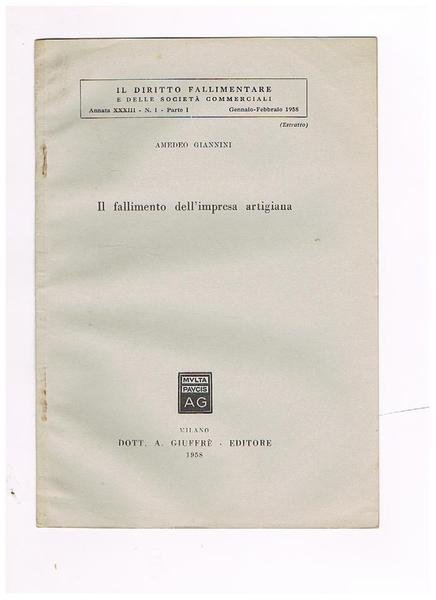 IL DIRITTO FALLIMENTARE
E DELLE SOCIETÀ COMMERCIALI
Annata XXXIII - N. 1 - Parte I Gennaio-Febbraio 1958
(Estratto)
AMEDEO GIANNINI
Il fallimento dell'impresa artigiana
MVLTA
PAVCIS
AG
MILANO
DOTT. A. GIUFFRÈ - EDITORE
1958